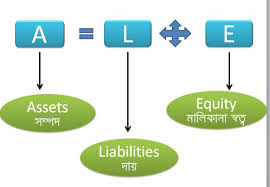 A = L E
Assets
সম্পদ
Equity
মালিকানা স্বত্ব
Liabilities
দায়